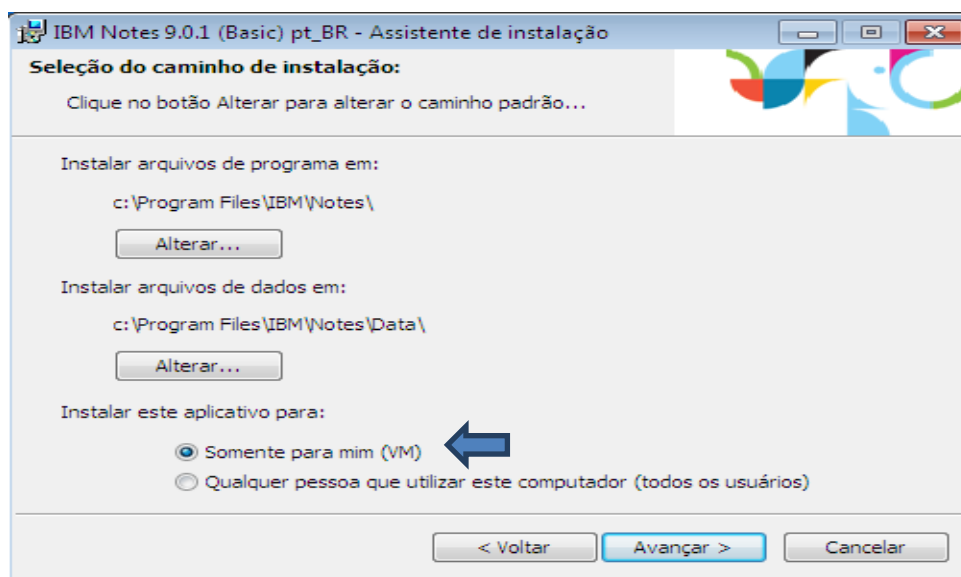 IBM Notes 9.0.1 (Basic) pt_BR - Assistente de instalação
Seleção do caminho de instalação:
Clique no botão Alterar para alterar o caminho padrão...
Instalar arquivos de programa em:
c:\Program Files\IBM\Notes\
Alterar...
Instalar arquivos de dados em:
c:\Program Files\IBM\Notes\Data\
Alterar...
Instalar este aplicativo para:
Somente para mim (VM)
Qualquer pessoa que utilizar este computador (todos os usuários)
< Voltar Avançar > Cancelar